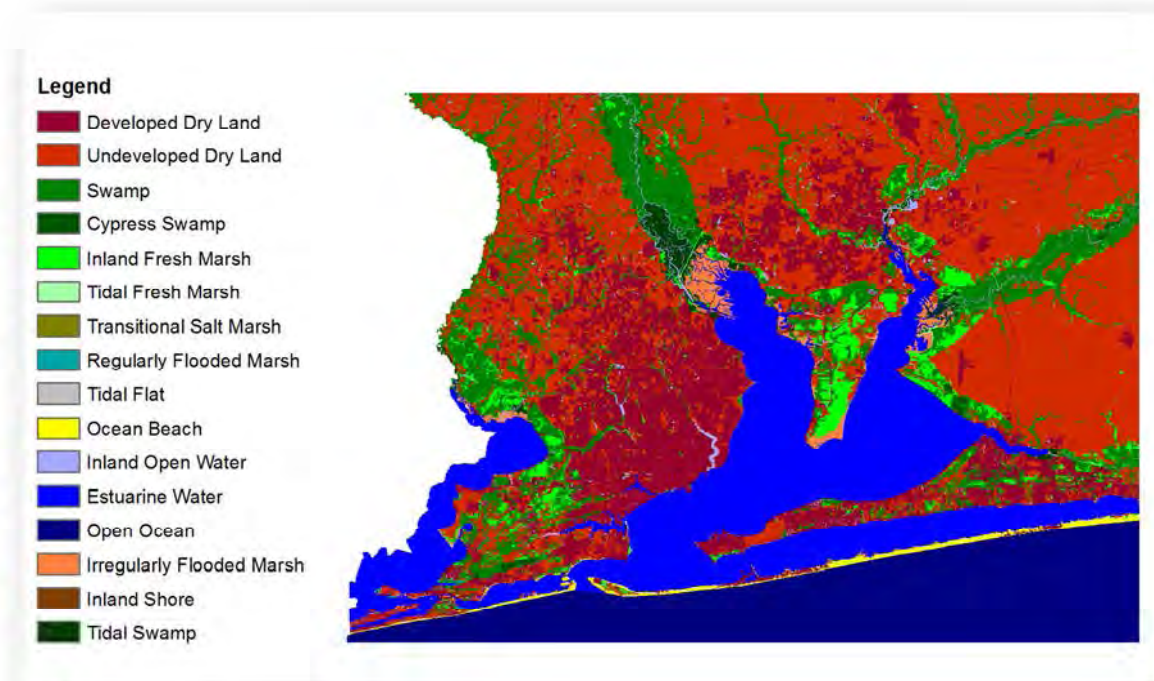 Legend
Developed Dry Land
Undeveloped Dry Land
Swamp
Cypress Swamp
Inland Fresh Marsh
Tidal Fresh Marsh
Transitional Salt Marsh
Regularly Flooded Marsh
Tidal Flat
Ocean Beach
Inland Open Water
Estuarine Water
Open Ocean
Irregularly Flooded Marsh
Inland Shore
Tidal Swamp